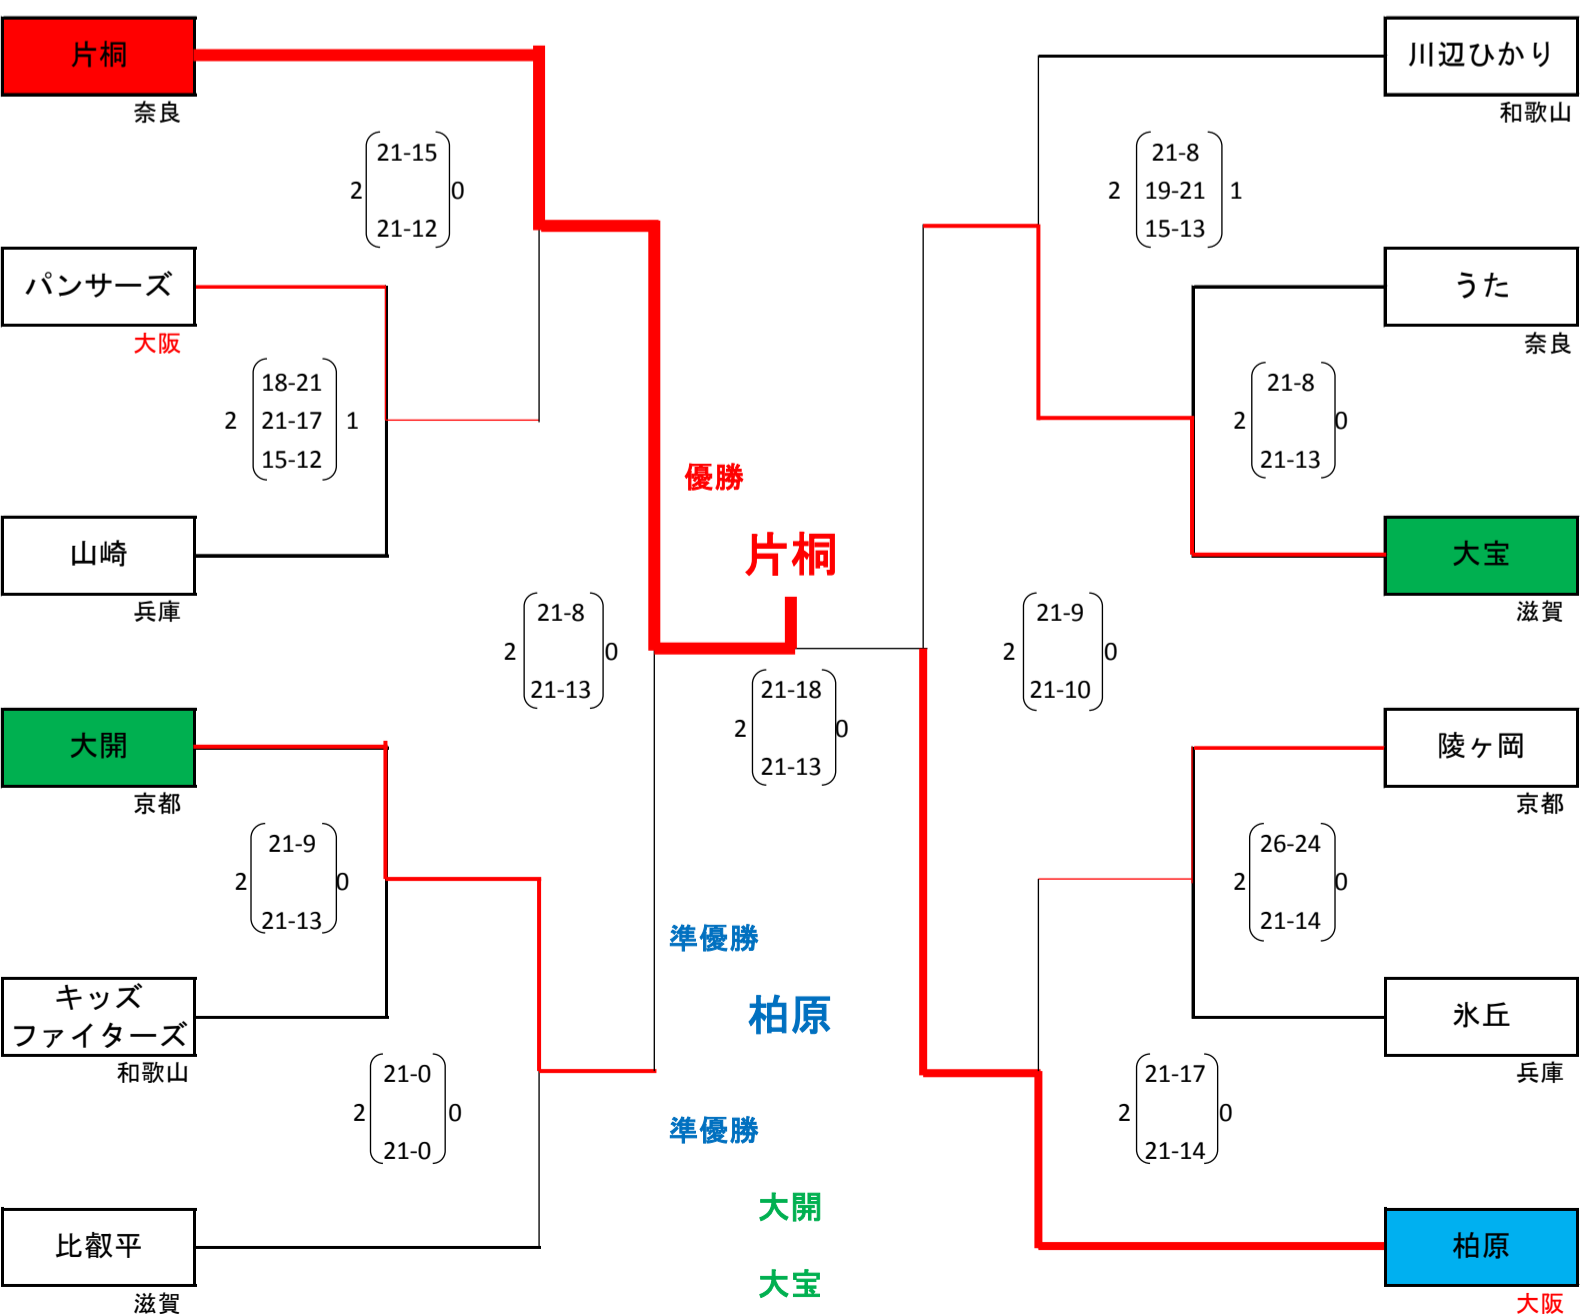 片桐
奈良
川辺ひかり
和歌山
21-15
2 0
21-12
21-8
2 19-21 1
15-13
パンサーズ
大阪
うた
奈良
18-21
2 21-17 1
15-12
21-8
2 0
21-13
優勝
片桐
山崎
兵庫
大宝
滋賀
21-8
2 0
21-13
21-9
2 0
21-10
21-18
2 0
21-13
大開
京都
陵ヶ岡
京都
21-9
2 0
21-13
26-24
2 0
21-14
準優勝
柏原
キッズ
ファイターズ
和歌山
氷丘
兵庫
21-0
2 0
21-0
21-17
2 0
21-14
準優勝
大開
大宝
比叡平
滋賀
柏原
大阪